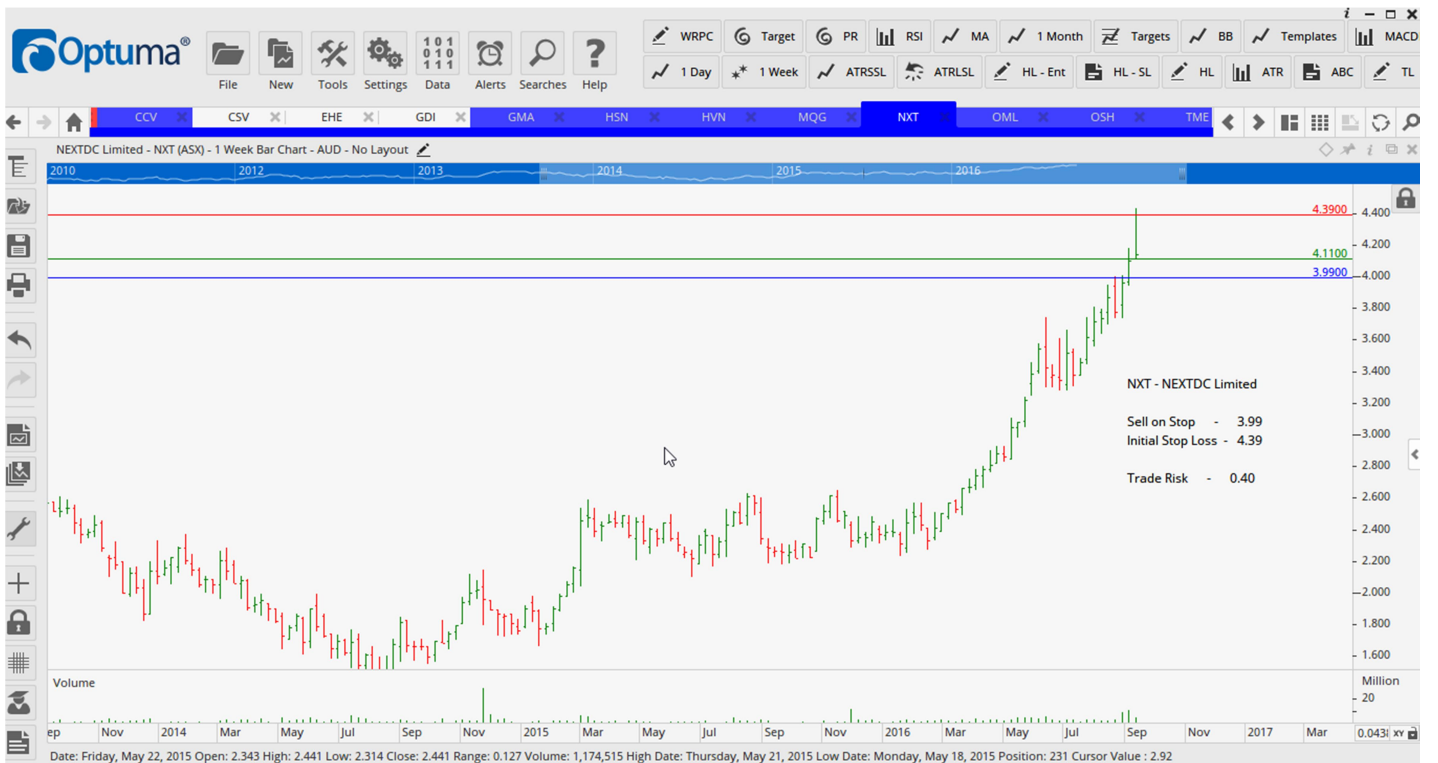 i
Optuma®
101
010
111
File New Tools Settings Data Alerts Searches Help
WRPC Target PR RSI MA 1 Month Targets BB Templates MACD
1 Day 1 Week ATRSSL ATRLSL HL - Ent HL - SL HL ATR ABC TL
CCV CSV EHE GDI GMA HSN HVN MQG NXT OML OSH TME
NEXTDC Limited - NXT (ASX) - 1 Week Bar Chart - AUD - No Layout
2010 2012 2013 2014 2015 2016
4.3900
4.400
4.200
4.1100
3.9900
4.000
3.800
3.600
3.400
NXT - NEXTDC Limited
3.200
Sell on Stop - 3.99
3.000
Initial Stop Loss - 4.39
2.800
Trade Risk - 0.40
2.600
2.400
2.200
2.000
1.800
1.600
Volume
Million
20
ep Nov 2014 Mar May Jul Sep Nov 2015 Mar May Jul Sep Nov 2016 Mar May Jul Sep Nov 2017 Mar XY
Date: Friday, May 22, 2015 Open: 2.343 High: 2.441 Low: 2.314 Close: 2.441 Range: 0.127 Volume: 1,174,515 High Date: Thursday, May 21, 2015 Low Date: Monday, May 18, 2015 Position: 231 Cursor Value : 2.92